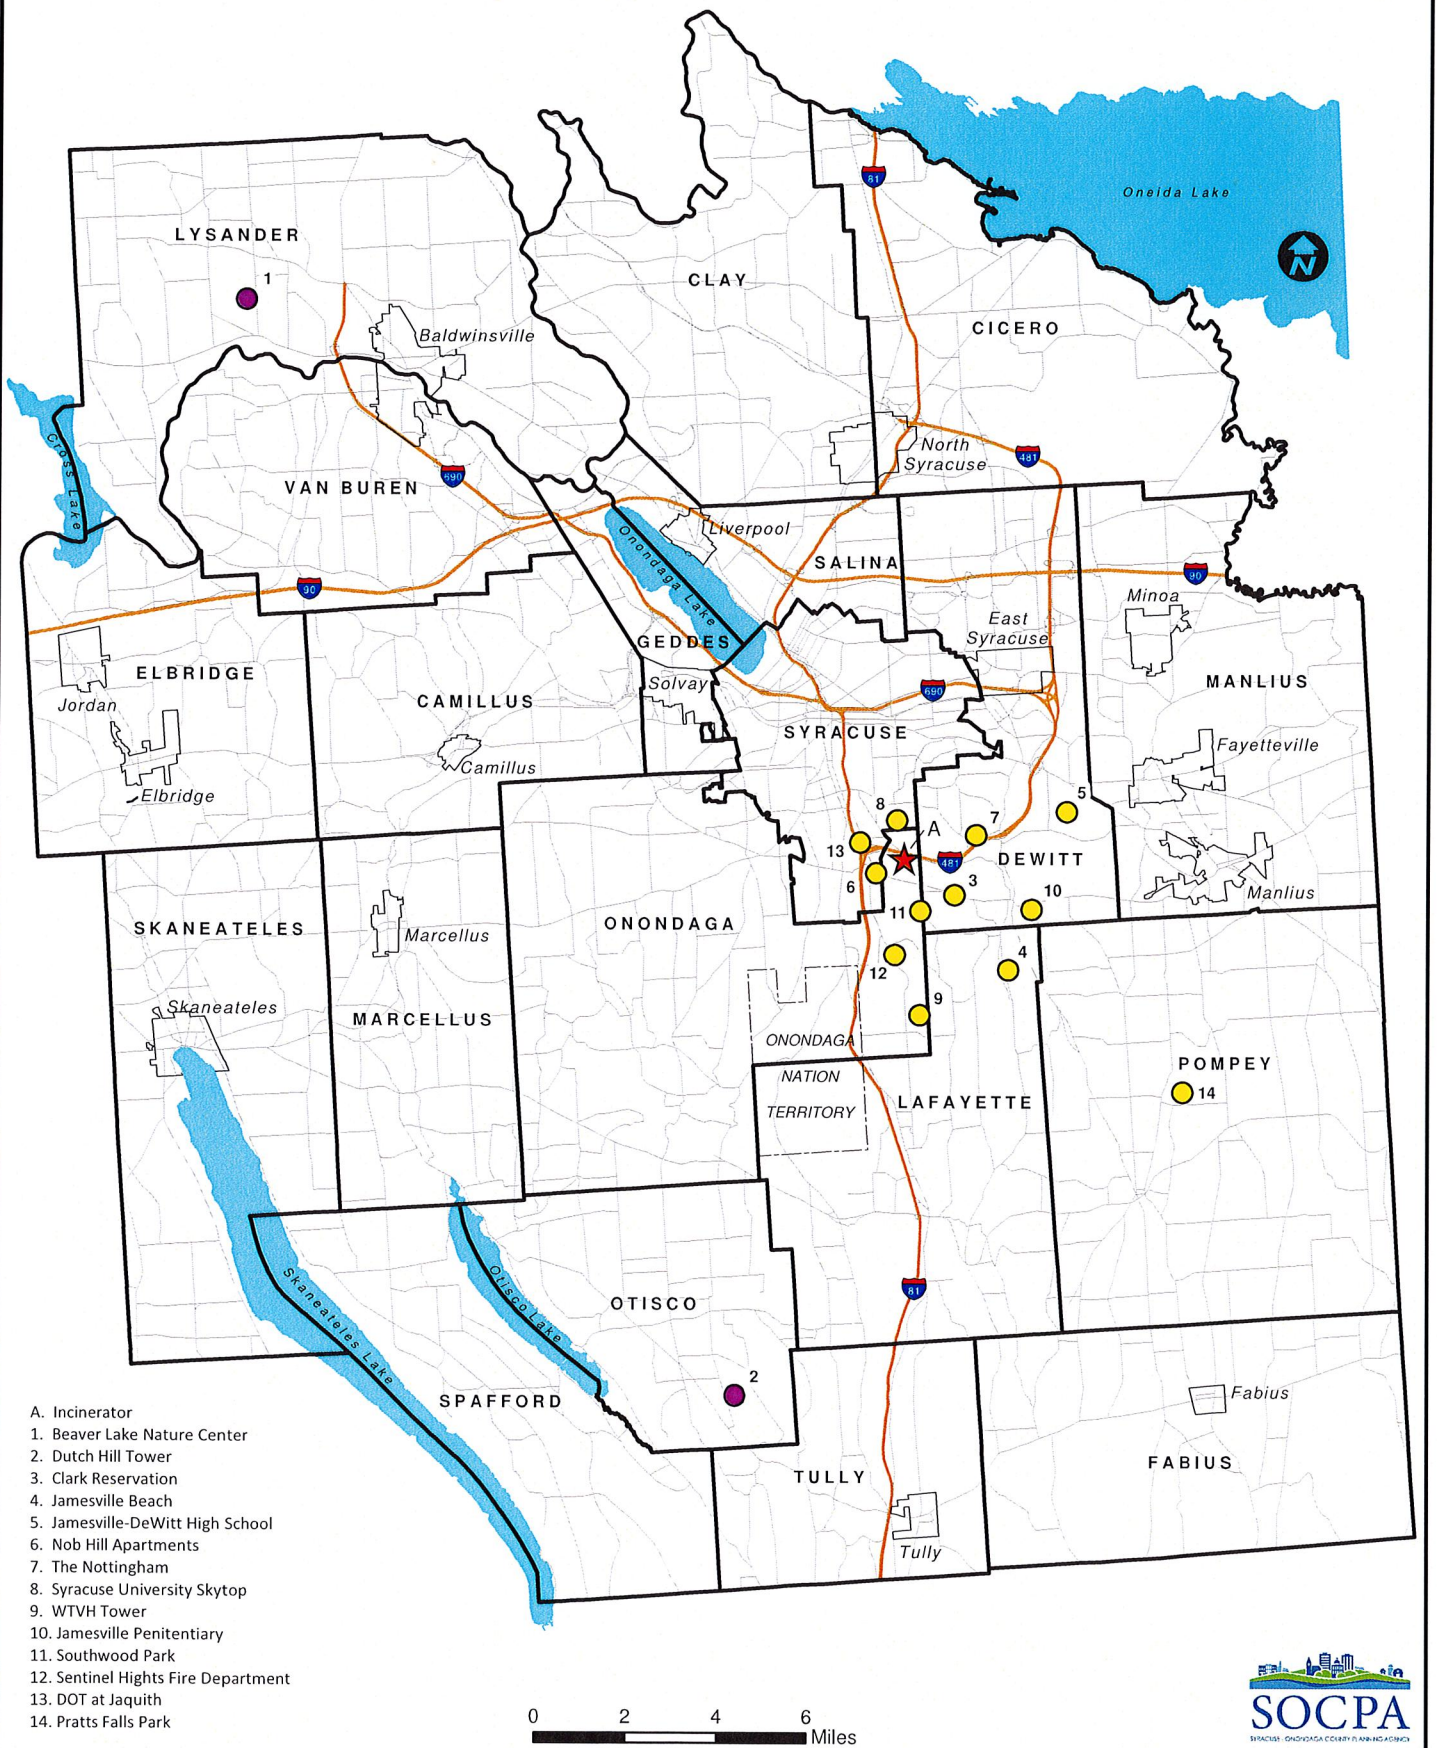 Oneida Lake
81
N
LYSANDER
1
CLAY
CICERO
Baldwinsville
Cross Lake
North
Syracuse
481
690
VAN BUREN
Liverpool
Onondaga Lake
SALINA
90
90
Minoa
East
Syracuse
GEDDES
ELBRIDGE
Solvay
690
MANLIUS
Jordan
CAMILLUS
SYRACUSE
Fayetteville
Camillus
Elbridge
8
5
A
7
13
481
DEWITT
6
3
10
Manlius
11
SKANEATELES
Marcellus
ONONDAGA
12
4
Skaneateles
MARCELLUS
9
ONONDAGA
NATION
TERRITORY
POMPEY
14
LAFAYETTE
Skaneateles Lake
Otisco Lake
81
OTISCO
2
SPAFFORD
Fabius
FABIUS
TULLY
Tully
A. Incinerator
1. Beaver Lake Nature Center
2. Dutch Hill Tower
3. Clark Reservation
4. Jamesville Beach
5. Jamesville-DeWitt High School
6. Nob Hill Apartments
7. The Nottingham
8. Syracuse University Skytop
9. WTVH Tower
10. Jamesville Penitentiary
11. Southwood Park
12. Sentinel Hights Fire Department
13. DOT at Jaquith
14. Pratts Falls Park
0 2 4 6
Miles
SOCPA
SYRACUSE - ONONDAGA COUNTY PLANNING AGENCY